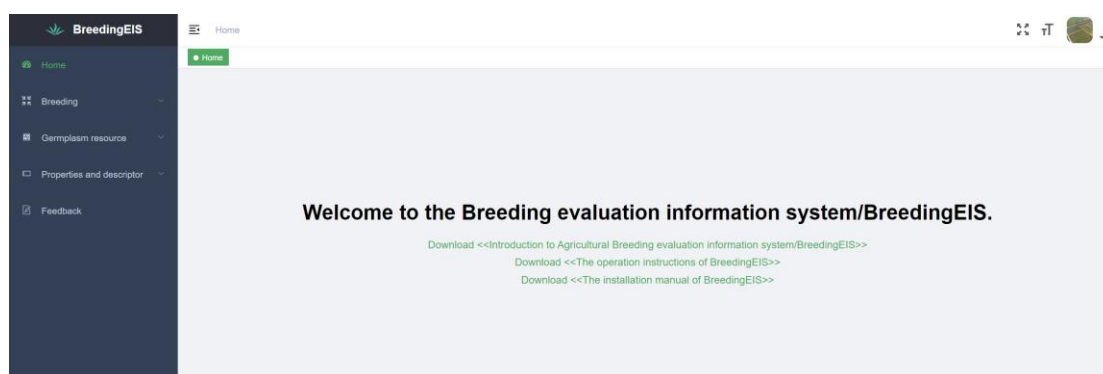 BreedingEIS
Home
Home
Home
Breeding
Germplasm resource
Properties and descriptor
Feedback
Welcome to the Breeding evaluation information system/BreedingEIS.
Download <<Introduction to Agricultural Breeding evaluation information system/BreedingEIS>>
Download <<The operation instructions of BreedingEIS>>
Download <<The installation manual of BreedingEIS>>